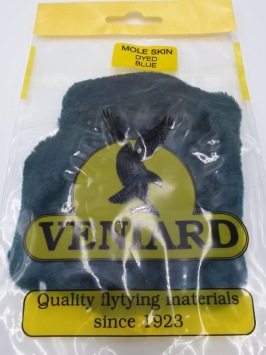 MOLE SKIN
DYED
BLUE
VENIARD
Quality flytying materials
since 1923